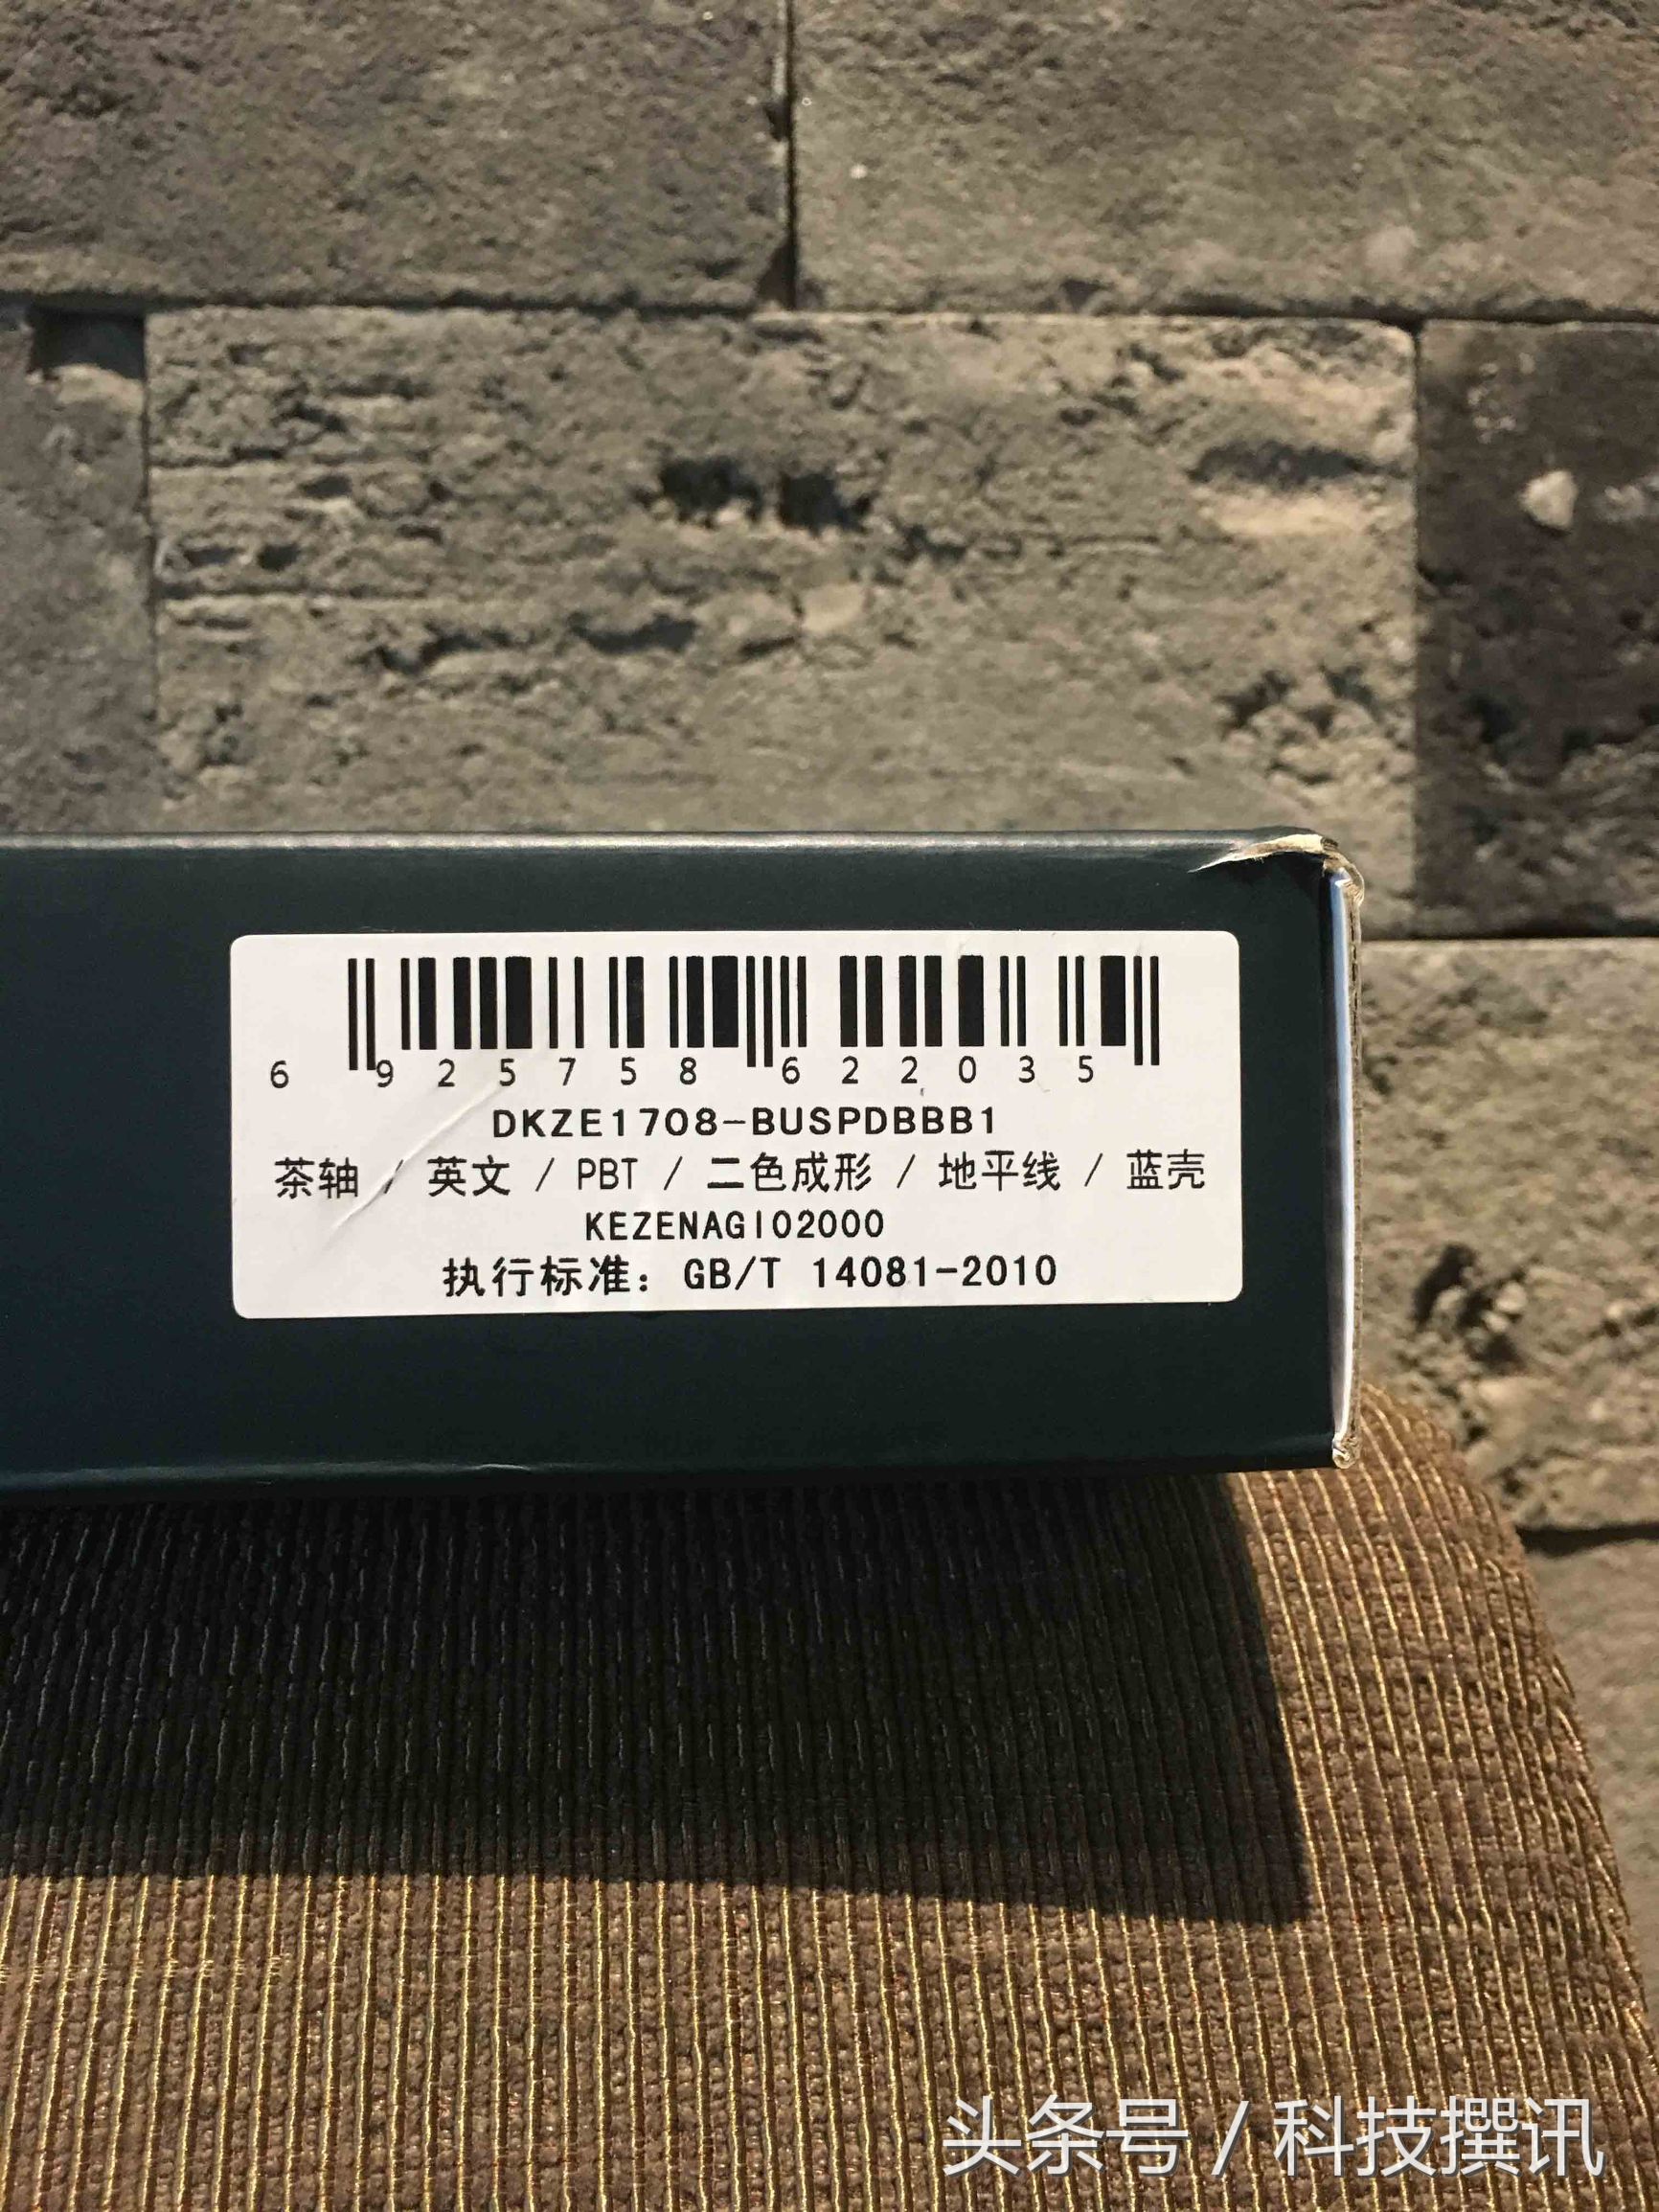 6 925758 622035
DKZE1708-BUSPDBBB1
茶轴 / 英文 / PBT / 二色成形 / 地平线 / 蓝壳
KEZENAGI02000
执行标准：GB/T 14081-2010
头条号 / 科技撰讯